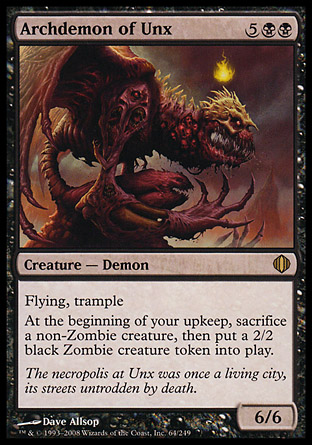 Archdemon of Unx 5
Creature — Demon
Flying, trample
At the beginning of your upkeep, sacrifice
a non-Zombie creature, then put a 2/2
black Zombie creature token into play.
The necropolis at Unx was once a living city,
its streets untrodden by death.
Dave Allsop
™ & © 1993–2008 Wizards of the Coast, Inc. 64/249
6/6